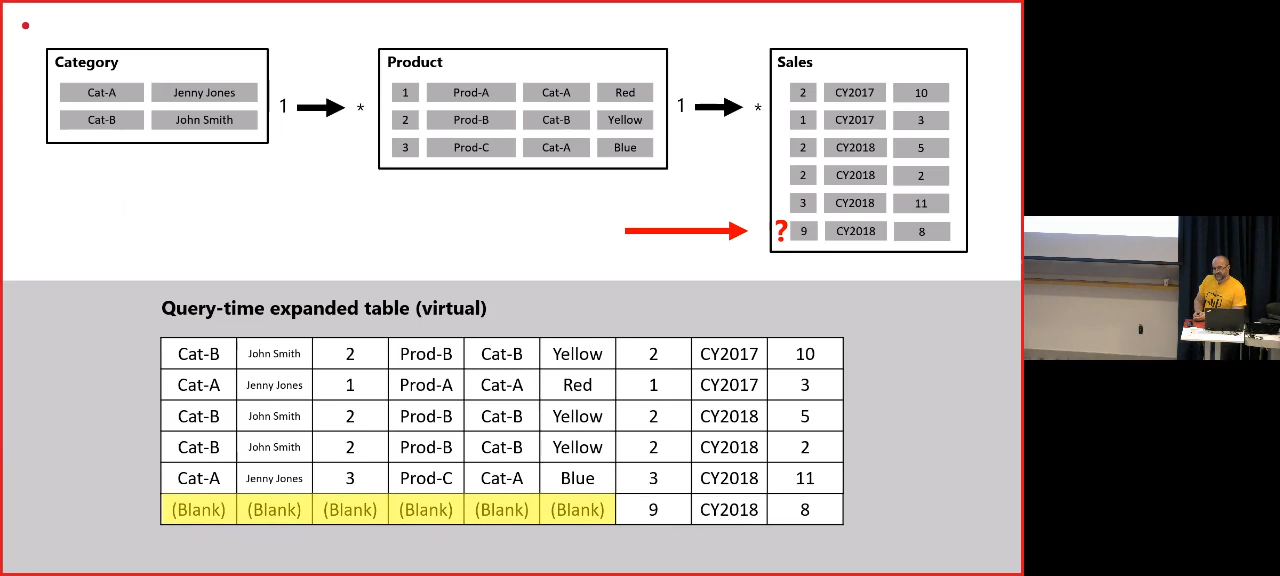 Category
Cat-A Jenny Jones
Cat-B John Smith
1 *
Product
1 Prod-A Cat-A Red
2 Prod-B Cat-B Yellow
3 Prod-C Cat-A Blue
1 *
Sales
2 CY2017 10
1 CY2017 3
2 CY2018 5
2 CY2018 2
3 CY2018 11
? 9 CY2018 8
Query-time expanded table (virtual)
Cat-B John Smith 2 Prod-B Cat-B Yellow 2 CY2017 10
Cat-A Jenny Jones 1 Prod-A Cat-A Red 1 CY2017 3
Cat-B John Smith 2 Prod-B Cat-B Yellow 2 CY2018 5
Cat-B John Smith 2 Prod-B Cat-B Yellow 2 CY2018 2
Cat-A Jenny Jones 3 Prod-C Cat-A Blue 3 CY2018 11
(Blank) (Blank) (Blank) (Blank) (Blank) (Blank) 9 CY2018 8